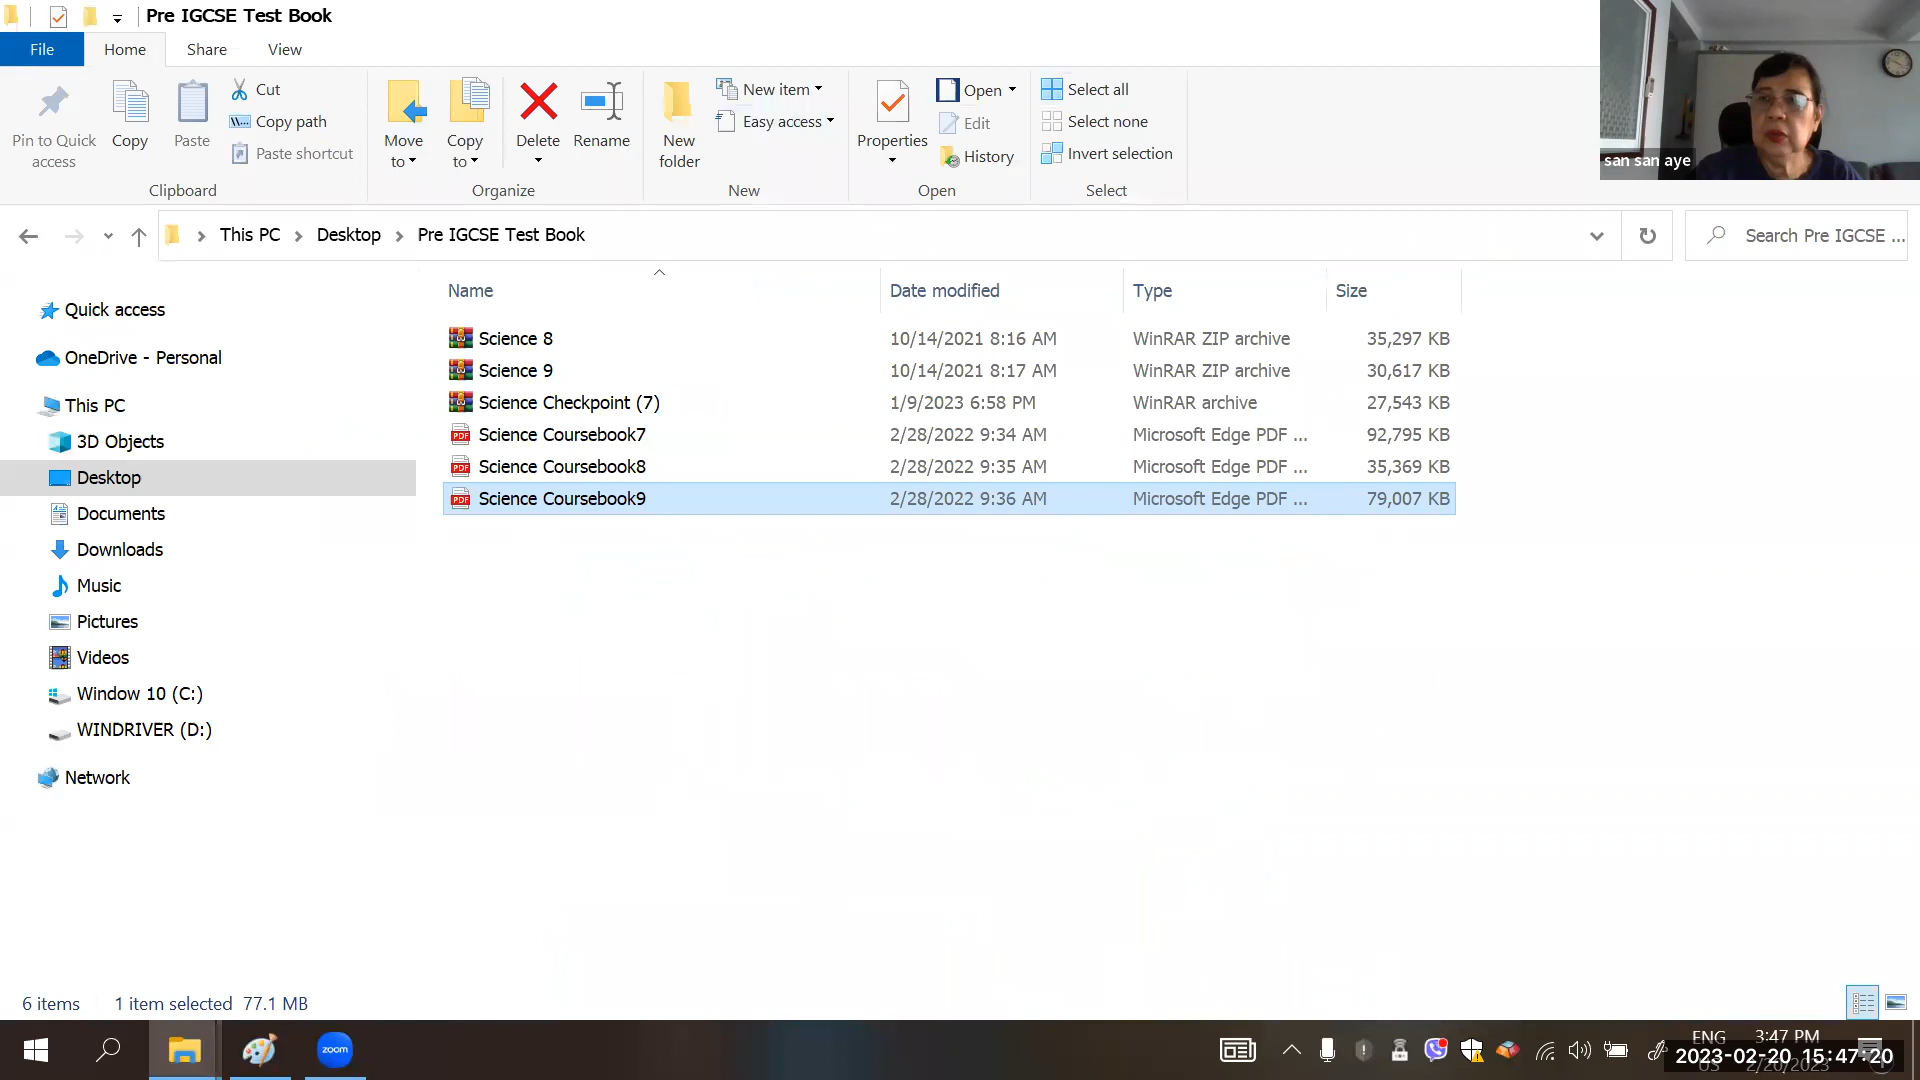 Pre IGCSE Test Book
File Home Share View
Pin to Quick access
Copy
Paste
Cut
Copy path
Paste shortcut
Clipboard
Move to
Copy to
Delete
Rename
Organize
New folder
New item
Easy access
New
Properties
Open
Edit
History
Open
Select all
Select none
Invert selection
Select
san san aye
This PC Desktop Pre IGCSE Test Book
Search Pre IGCSE ...
Quick access
OneDrive - Personal
This PC
3D Objects
Desktop
Documents
Downloads
Music
Pictures
Videos
Window 10 (C:)
WINDRIVER (D:)
Network
Name Date modified Type Size
Science 8 10/14/2021 8:16 AM WinRAR ZIP archive 35,297 KB
Science 9 10/14/2021 8:17 AM WinRAR ZIP archive 30,617 KB
Science Checkpoint (7) 1/9/2023 6:58 PM WinRAR archive 27,543 KB
PDF Science Coursebook7 2/28/2022 9:34 AM Microsoft Edge PDF ... 92,795 KB
PDF Science Coursebook8 2/28/2022 9:35 AM Microsoft Edge PDF ... 35,369 KB
PDF Science Coursebook9 2/28/2022 9:36 AM Microsoft Edge PDF ... 79,007 KB
6 items 1 item selected 77.1 MB
zoom
ENG 3:47 PM
2023-02-20 15:47:20